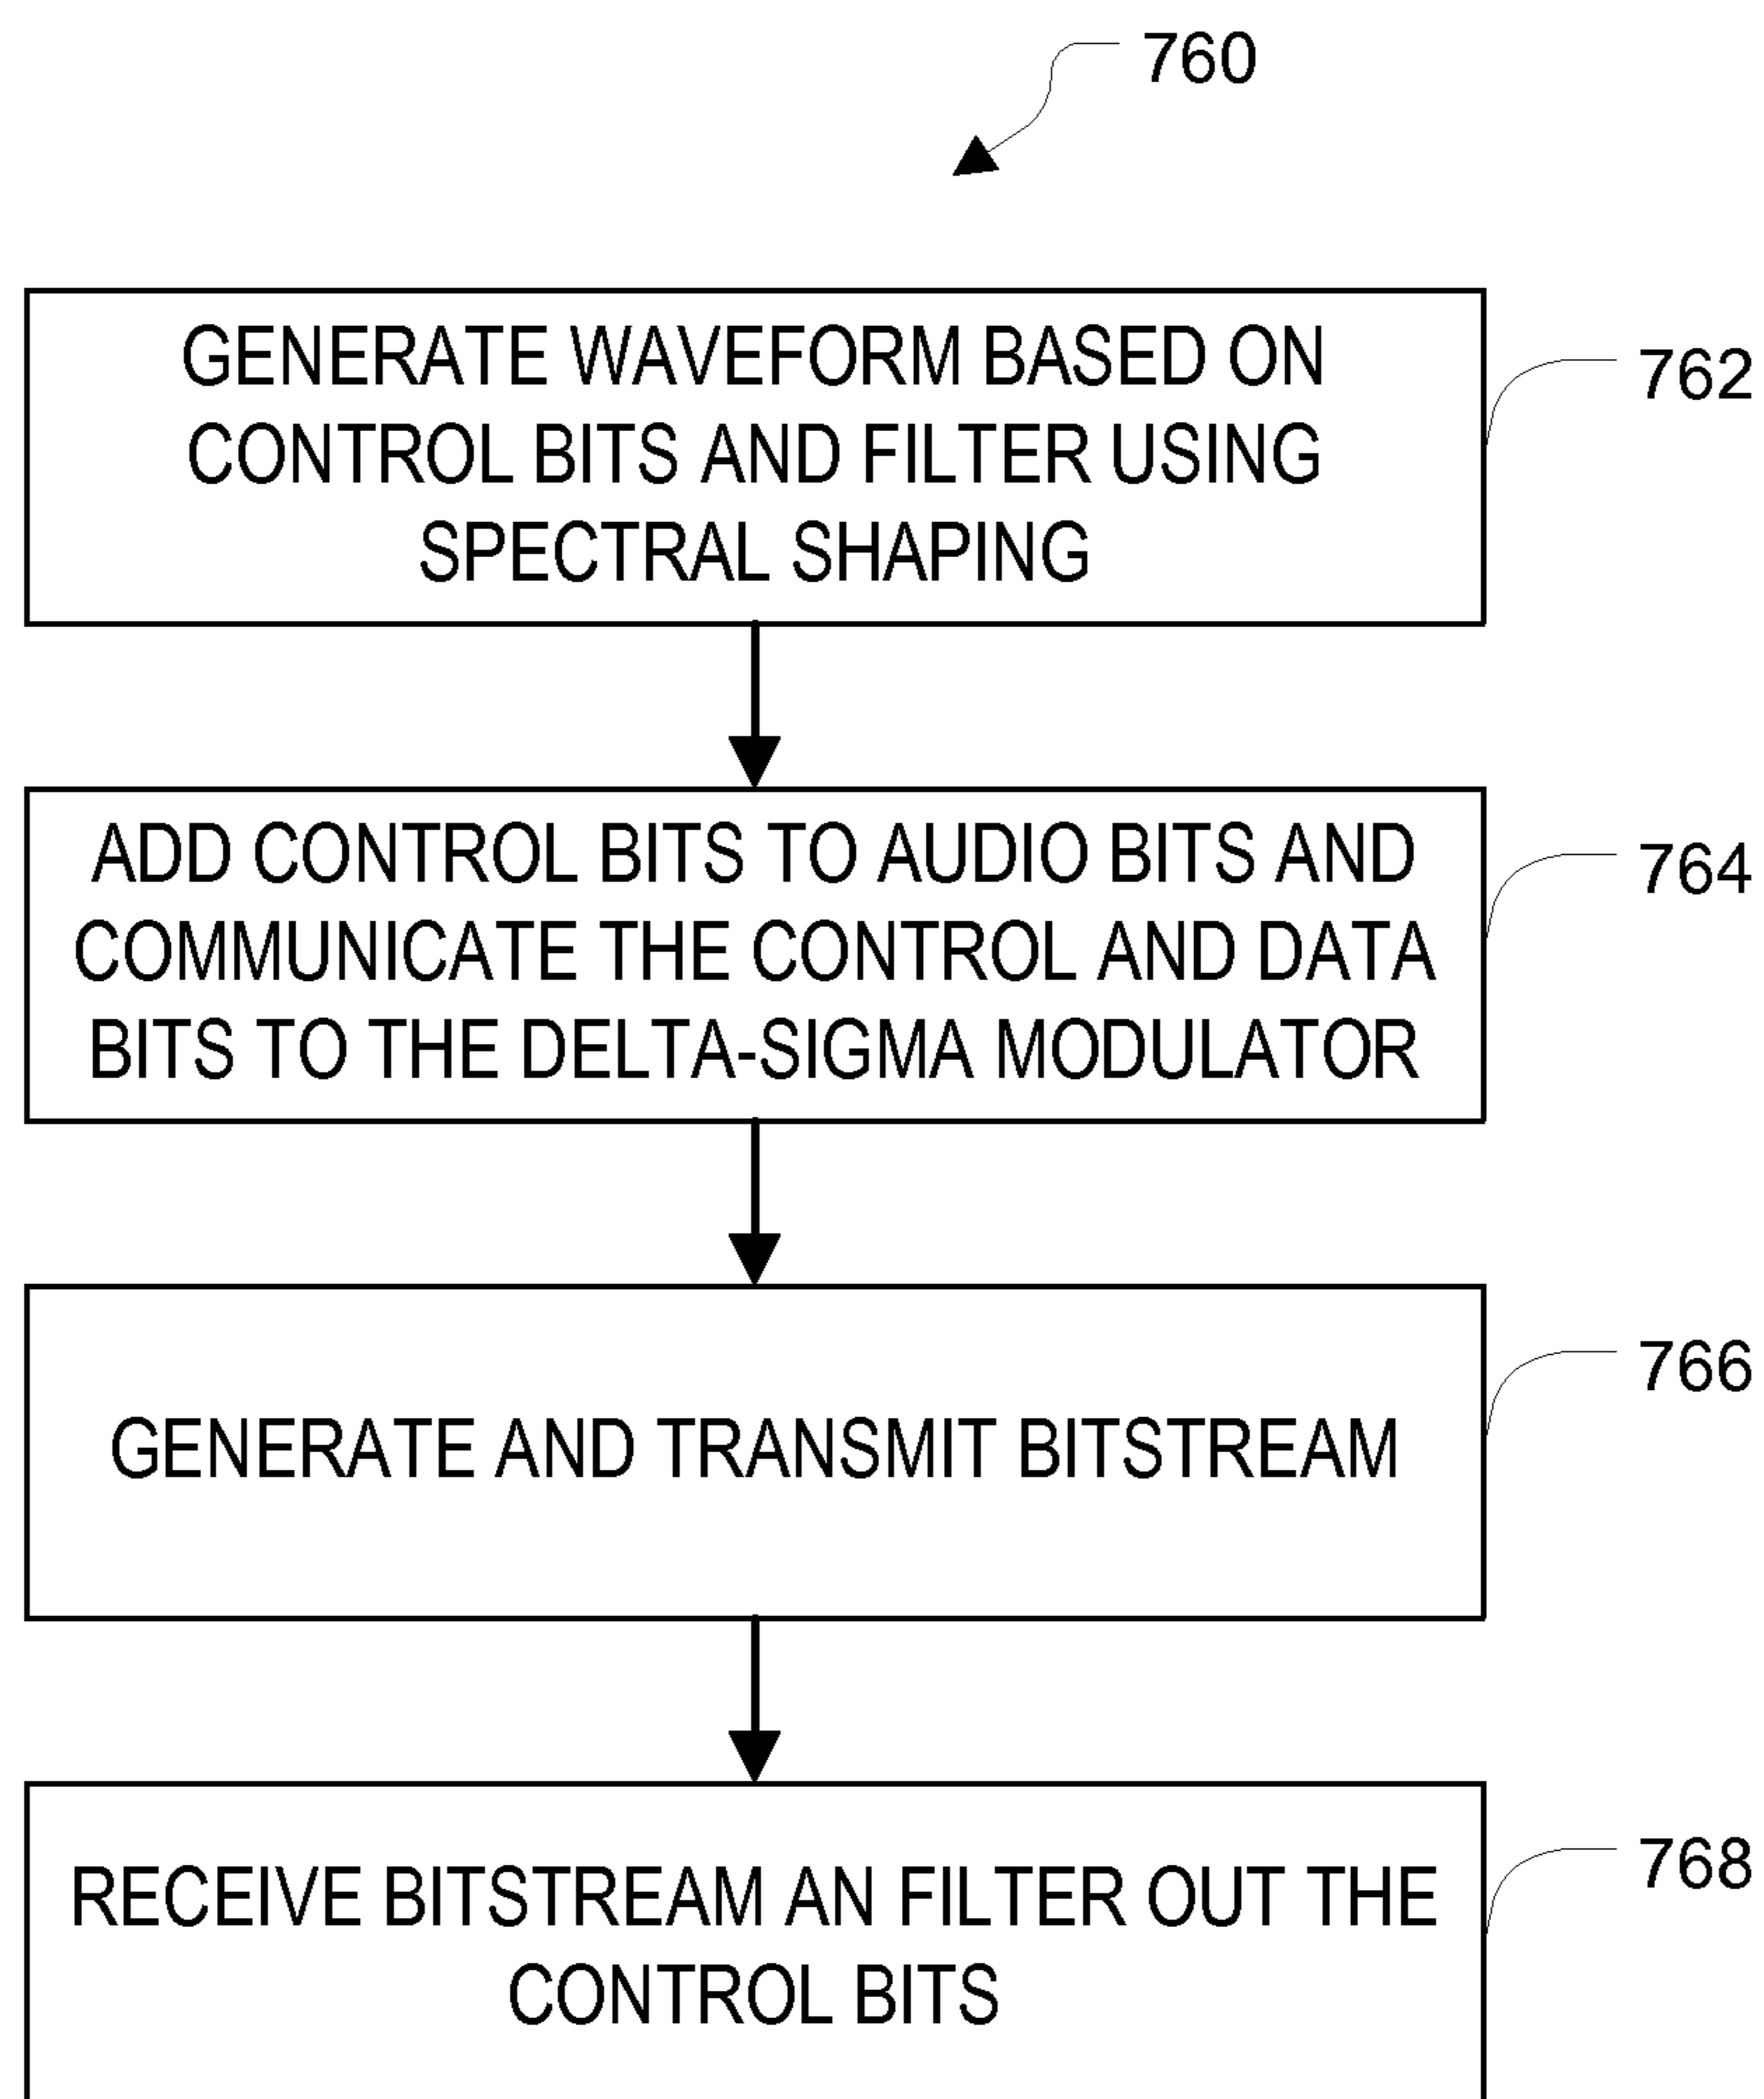 760
GENERATE WAVEFORM BASED ON
CONTROL BITS AND FILTER USING
SPECTRAL SHAPING
762
ADD CONTROL BITS TO AUDIO BITS AND
COMMUNICATE THE CONTROL AND DATA
BITS TO THE DELTA-SIGMA MODULATOR
764
GENERATE AND TRANSMIT BITSTREAM
766
RECEIVE BITSTREAM AN FILTER OUT THE
CONTROL BITS
768